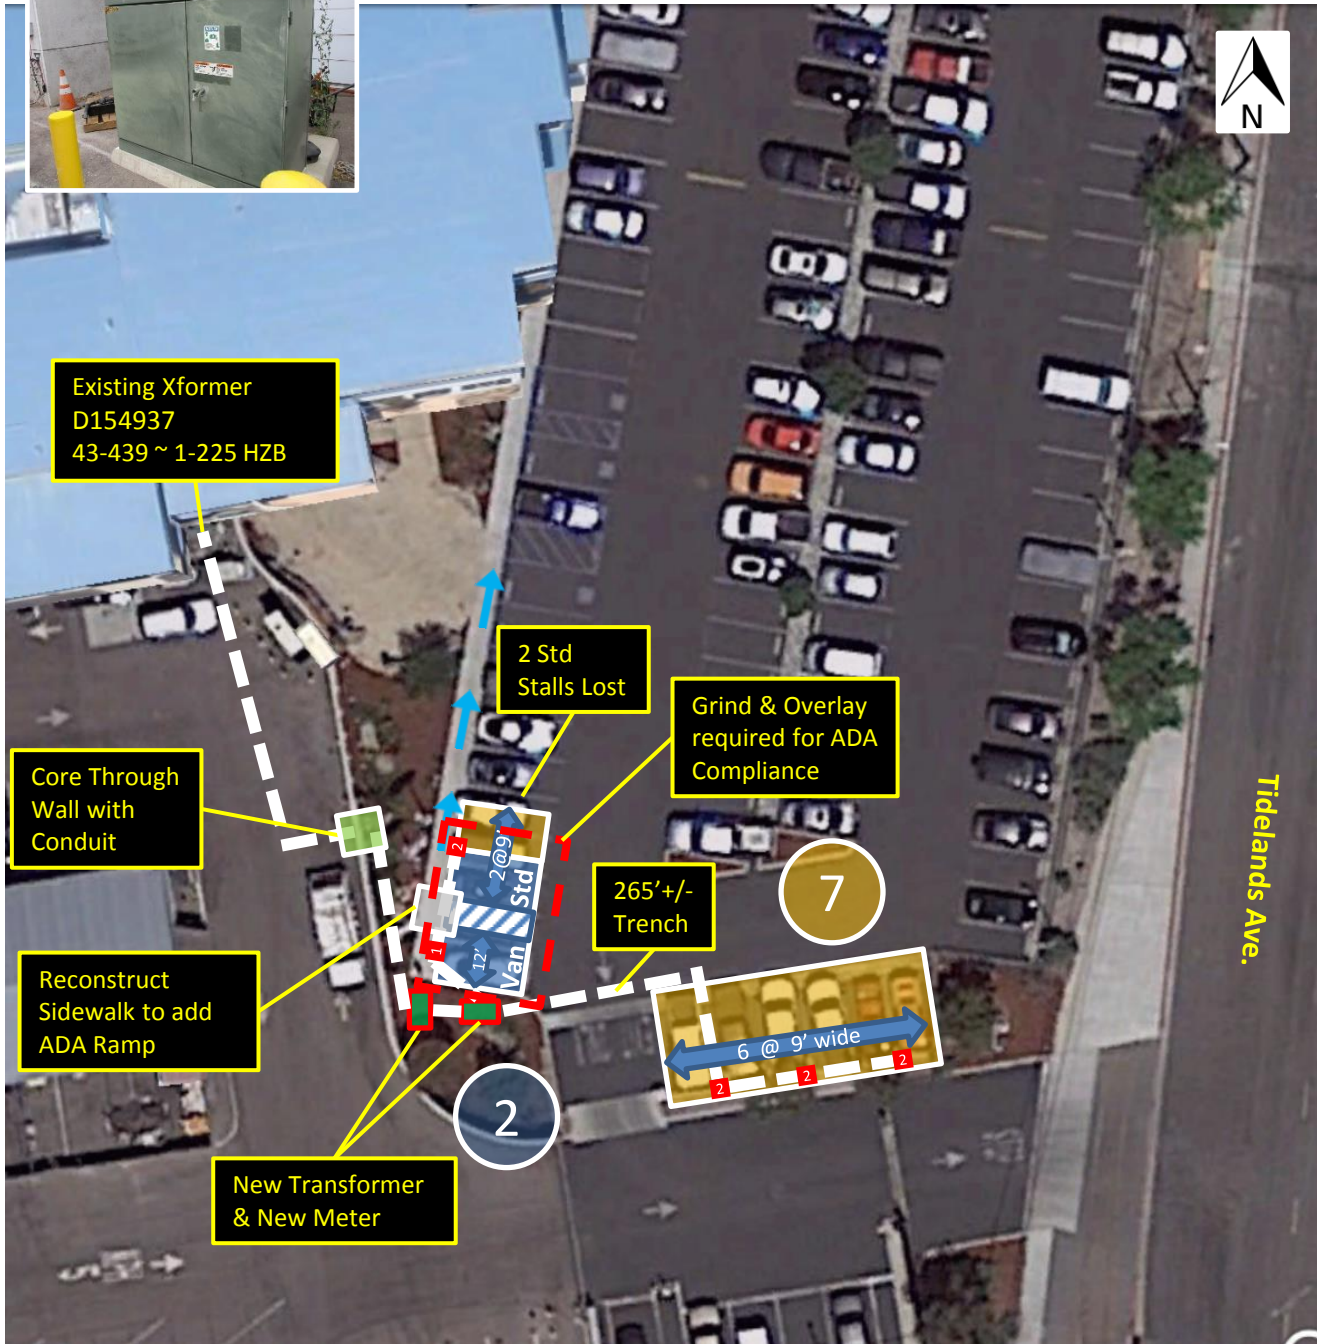 N
Existing Xformer
D154937
43-439 ~ 1-225 HZB
2 Std
Stalls Lost
Grind & Overlay
required for ADA
Compliance
Core Through
Wall with
Conduit
Tidelands Ave.
2
2@9'
Std
265'+/-
Trench
7
1
12'
Van
Reconstruct
Sidewalk to add
ADA Ramp
6 @ 9' wide
2
2
2
2
New Transformer
& New Meter